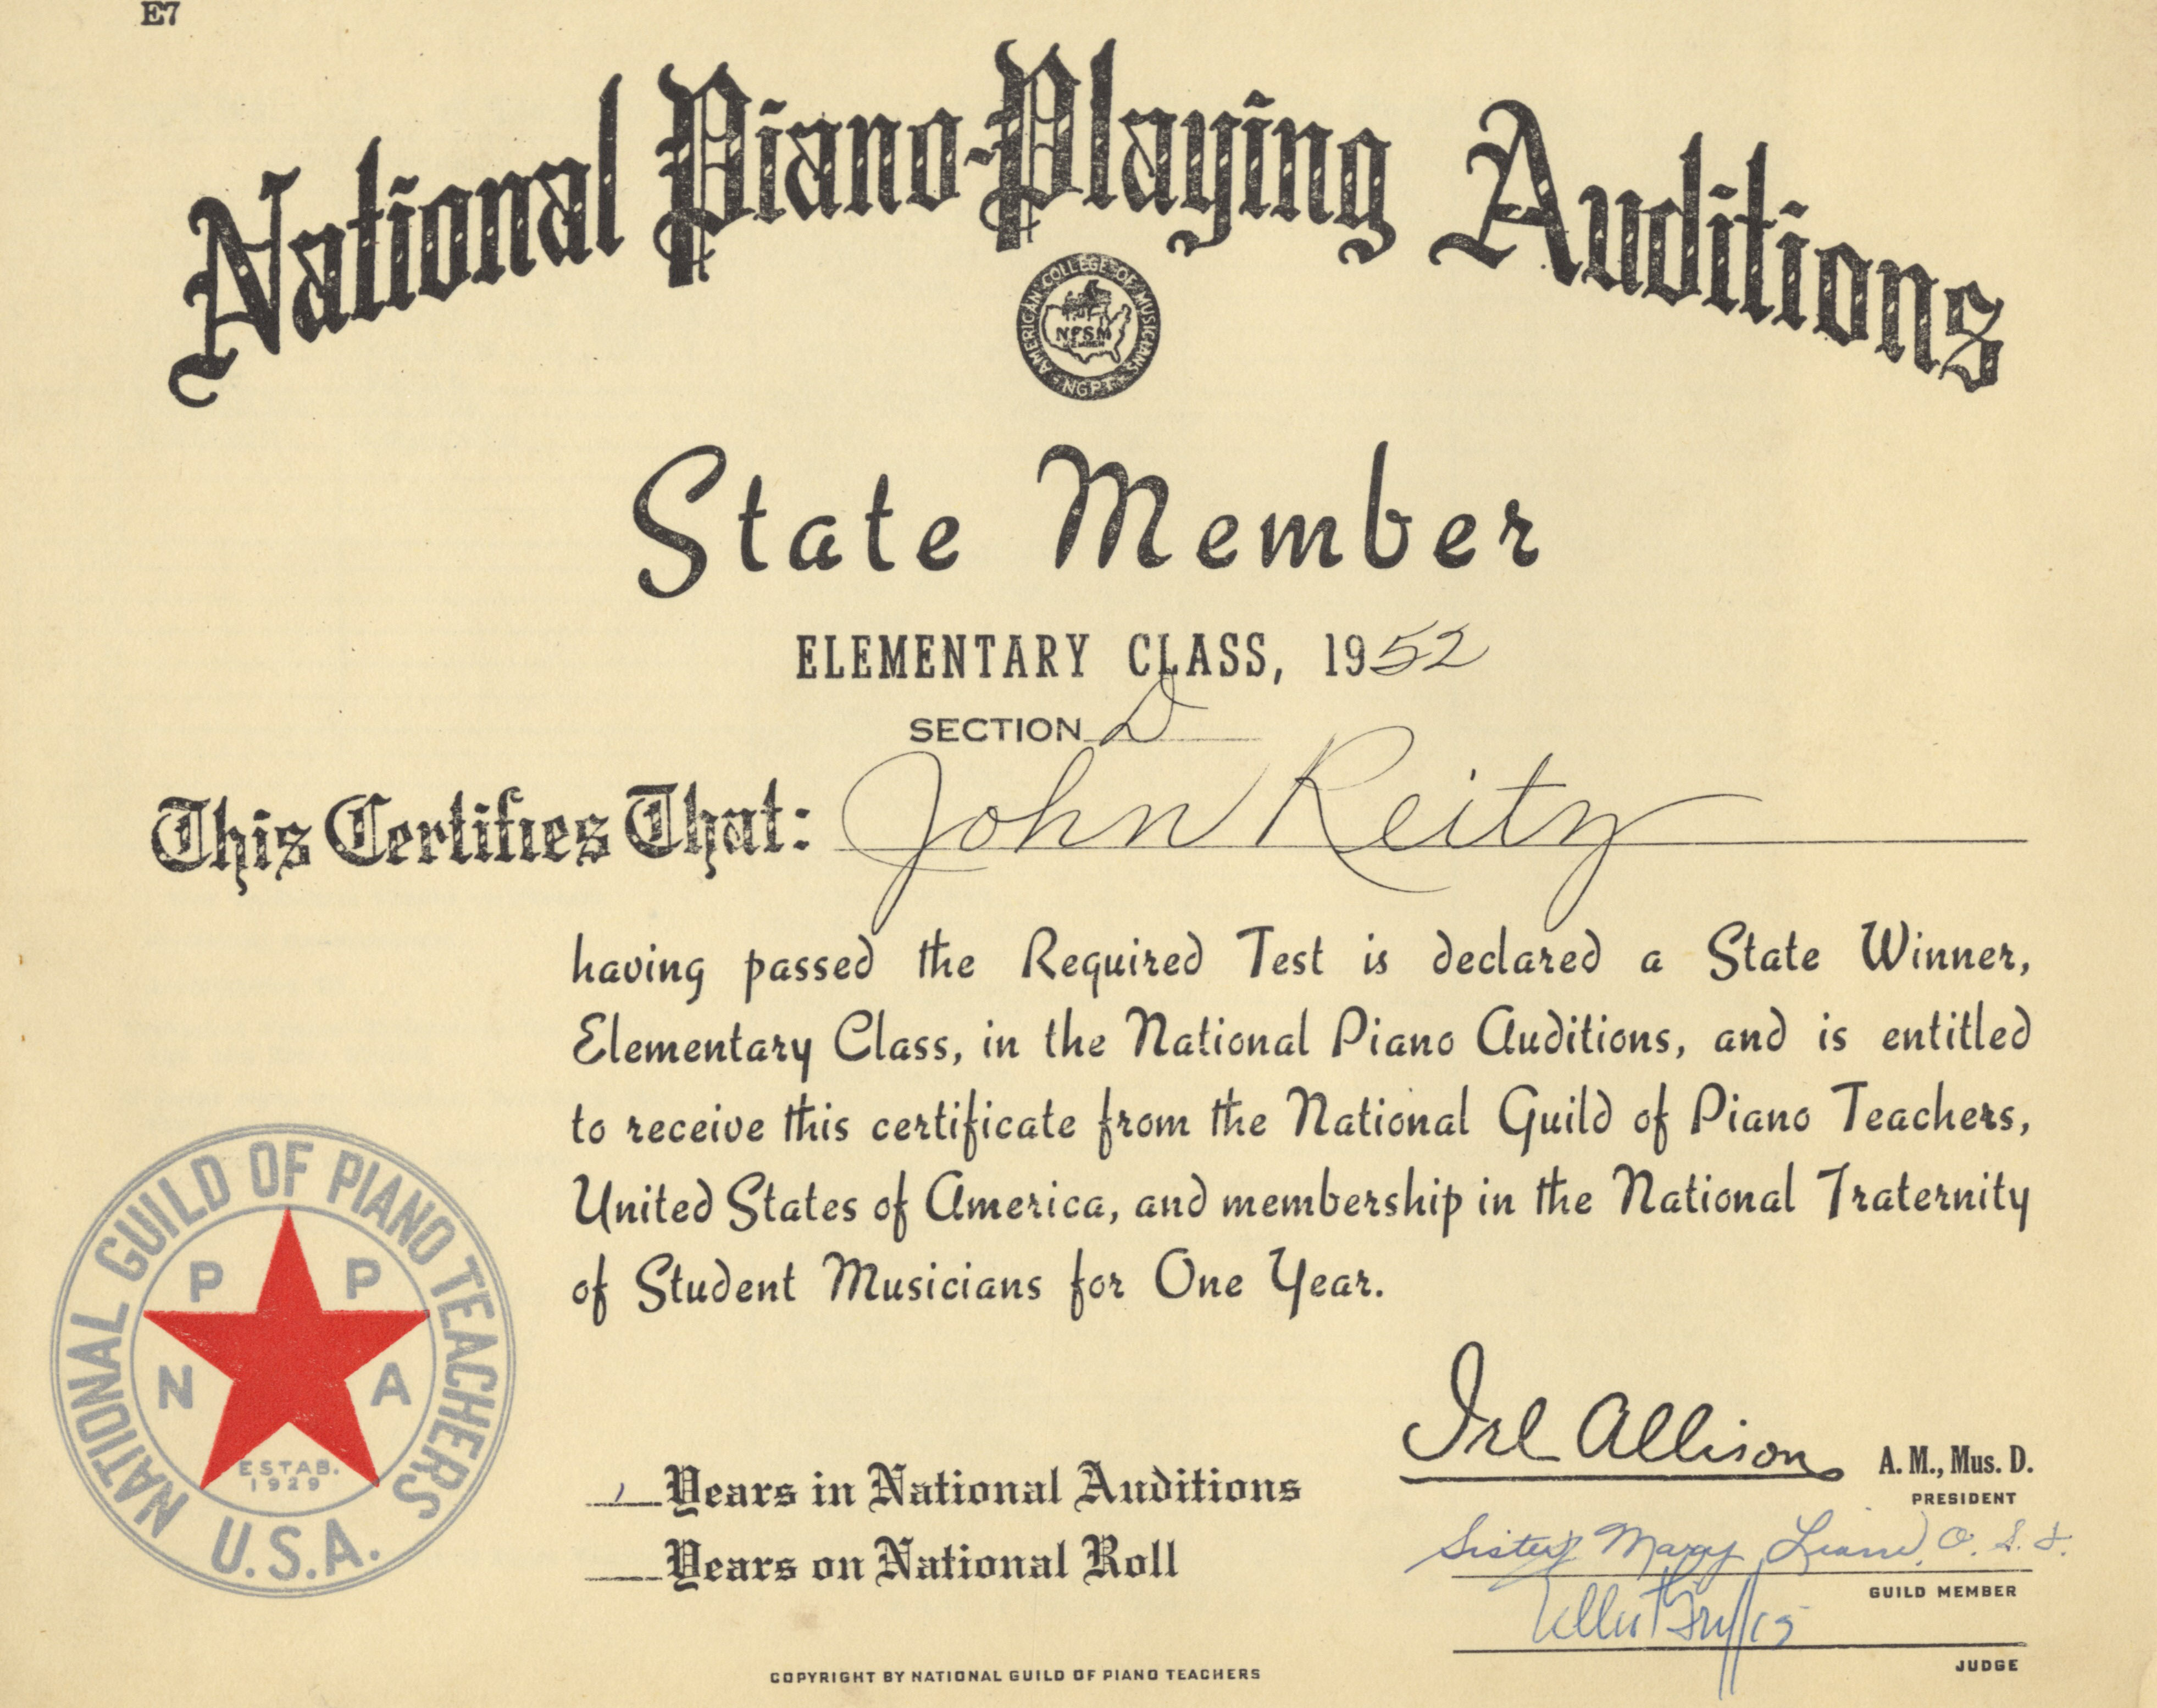 E7
National Piano-Playing Auditions
AMERICAN COLLEGE OF MUSICIANS
NFSM
NGPT
State Member
ELEMENTARY CLASS, 1952
SECTION D
This Certifies That: John Reitz
having passed the Required Test is declared a State Winner,
Elementary Class, in the National Piano Auditions, and is entitled
to receive this certificate from the National Guild of Piano Teachers,
United States of America, and membership in the National Fraternity
of Student Musicians for One Year.
NATIONAL GUILD OF PIANO TEACHERS
P P
N A
ESTAB.
1929
U.S.A.
Irl Allison A. M., Mus. D.
PRESIDENT
1 Years in National Auditions
Sister Mary
GUILD MEMBER
Years on National Roll
JUDGE
COPYRIGHT BY NATIONAL GUILD OF PIANO TEACHERS